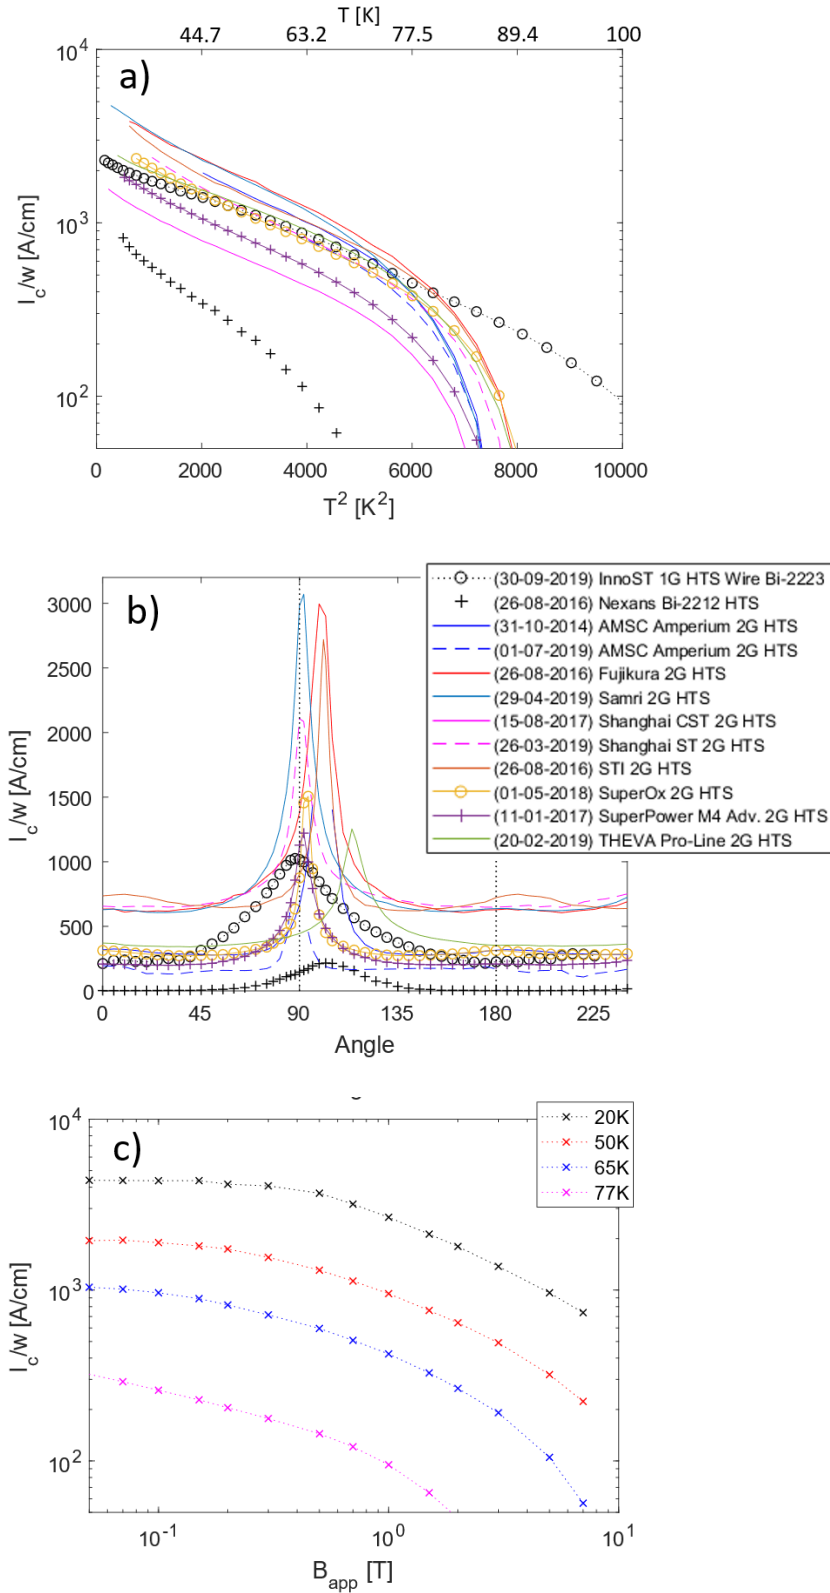 T [K]
44.7 63.2 77.5 89.4 100
a)
10^4
10^3
10^2
I_c/w [A/cm]
0 2000 4000 6000 8000 10000
T^2 [K^2]
b)
(30-09-2019) InnoST 1G HTS Wire Bi-2223
(26-08-2016) Nexans Bi-2212 HTS
(31-10-2014) AMSC Amperium 2G HTS
(01-07-2019) AMSC Amperium 2G HTS
(26-08-2016) Fujikura 2G HTS
(29-04-2019) Samri 2G HTS
(15-08-2017) Shanghai CST 2G HTS
(26-03-2019) Shanghai ST 2G HTS
(26-08-2016) STI 2G HTS
(01-05-2018) SuperOx 2G HTS
(11-01-2017) SuperPower M4 Adv. 2G HTS
(20-02-2019) THEVA Pro-Line 2G HTS
3000
2500
2000
1500
1000
500
0
I_c/w [A/cm]
0 45 90 135 180 225
Angle
c)
20K
50K
65K
77K
10^4
10^3
10^2
I_c/w [A/cm]
10^-1 10^0 10^1
B_app [T]